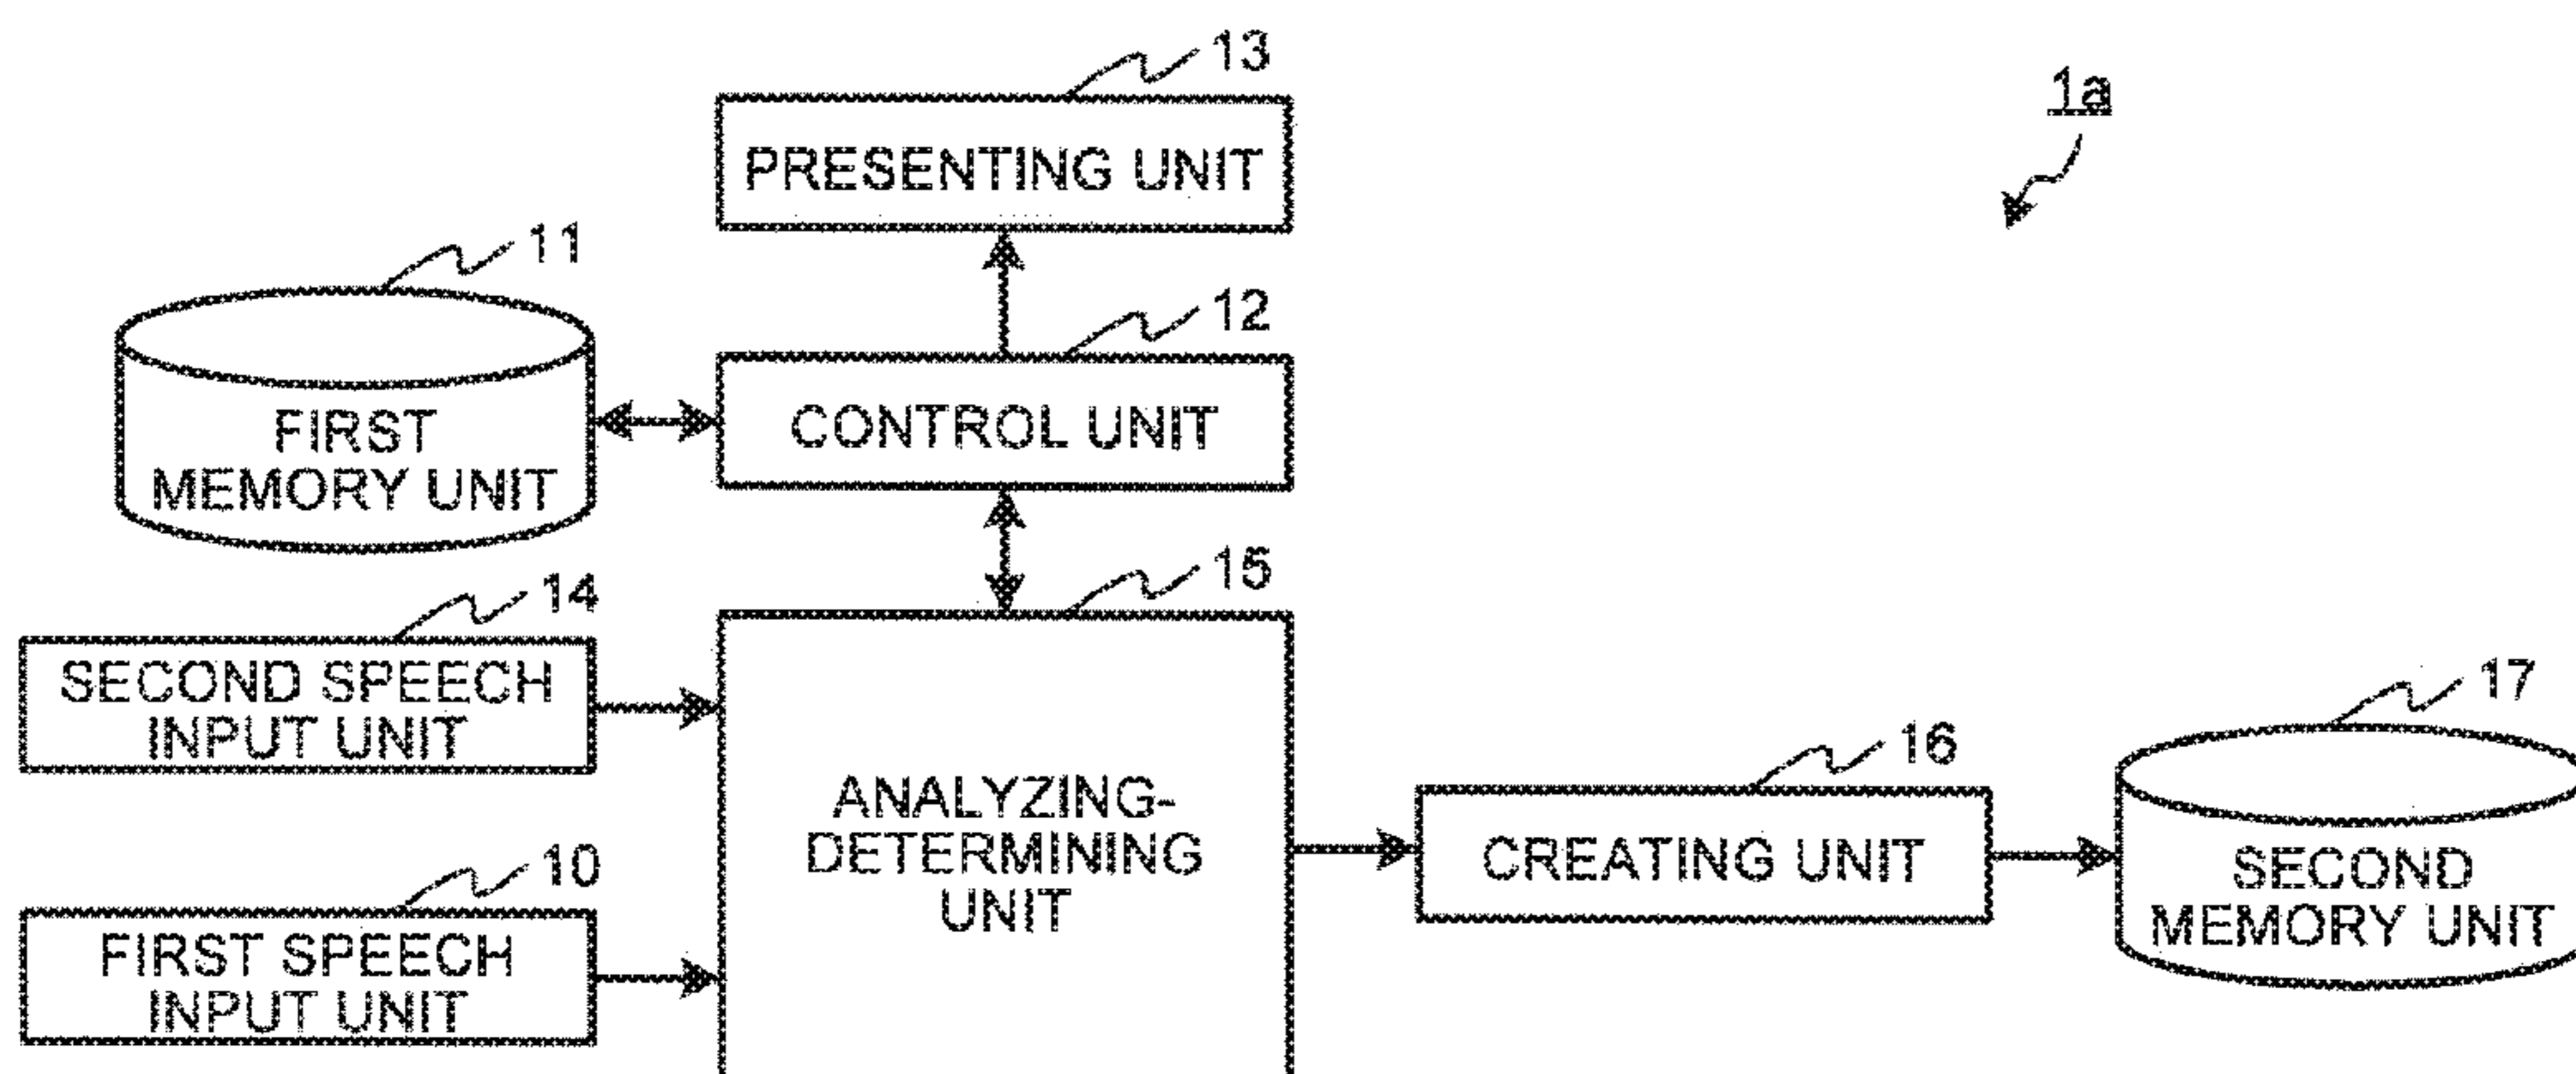 13
1a
PRESENTING UNIT
11
12
FIRST
MEMORY UNIT
CONTROL UNIT
14
15
SECOND SPEECH
INPUT UNIT
17
16
ANALYZING-
DETERMINING
UNIT
CREATING UNIT
SECOND
MEMORY UNIT
10
FIRST SPEECH
INPUT UNIT